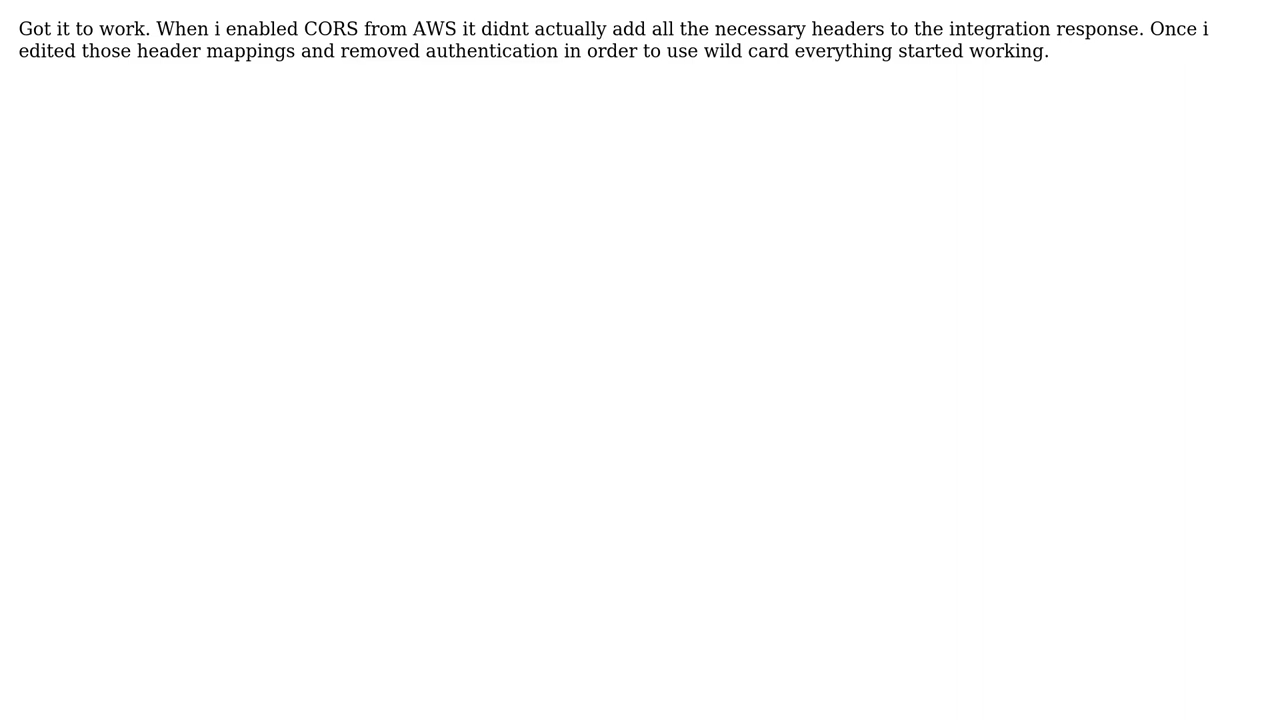 Got it to work. When i enabled CORS from AWS it didnt actually add all the necessary headers to the integration response. Once i
edited those header mappings and removed authentication in order to use wild card everything started working.